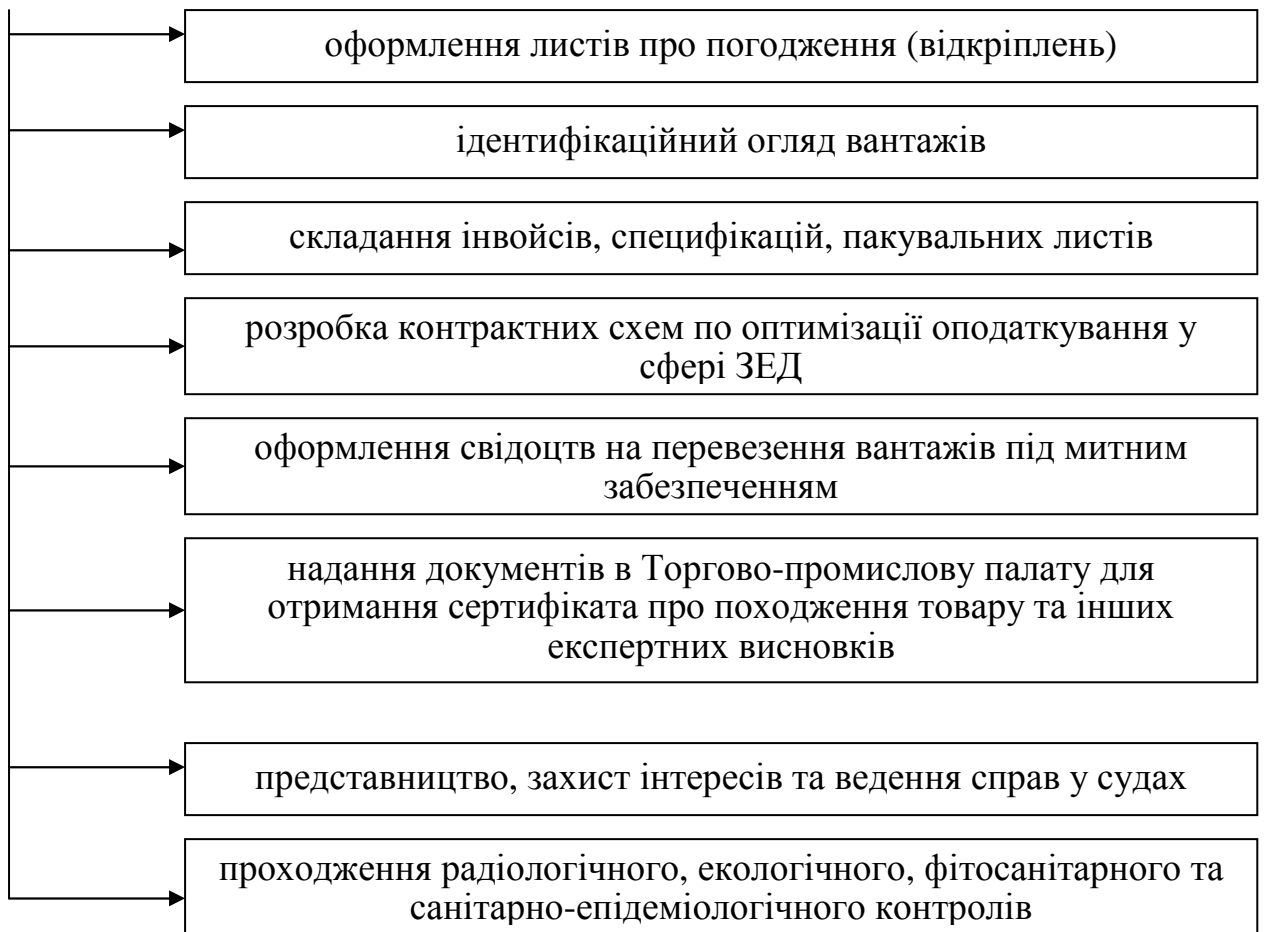 оформлення листів про погодження (відкріплень)
ідентифікаційний огляд вантажів
складання інвойсів, специфікацій, пакувальних листів
розробка контрактних схем по оптимізації оподаткування у
сфері ЗЕД
оформлення свідоцтв на перевезення вантажів під митним
забезпеченням
надання документів в Торгово-промислову палату для
отримання сертифіката про походження товару та інших
експертних висновків
представництво, захист інтересів та ведення справ у судах
проходження радіологічного, екологічного, фітосанітарного та
санітарно-епідеміологічного контролів